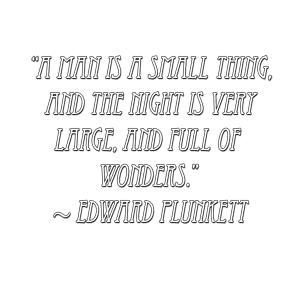 “A MAN IS A SMALL THING,
AND THE NIGHT IS VERY
LARGE, AND FULL OF
WONDERS.”
~ EDWARD PLUNKETT